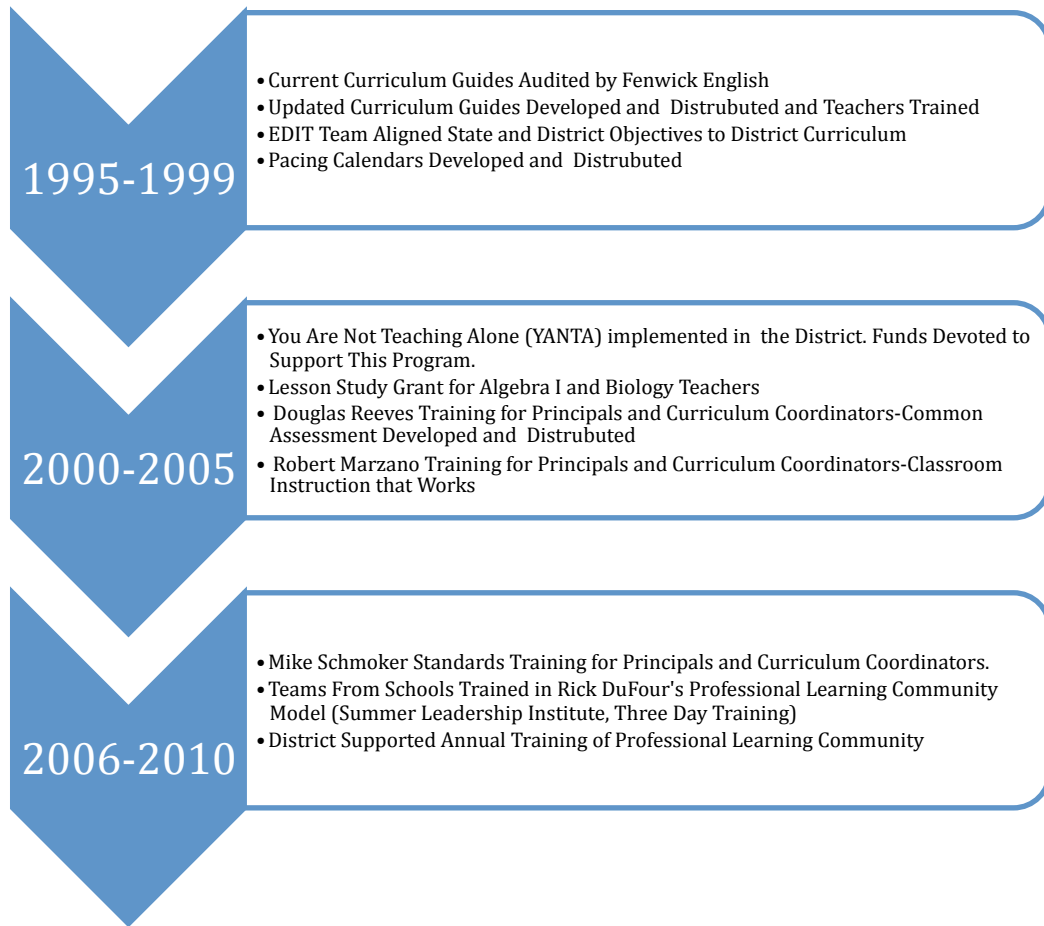 1995-1999
•Current Curriculum Guides Audited by Fenwick English
•Updated Curriculum Guides Developed and  Distrubuted and Teachers Trained
•EDIT Team Aligned State and District Objectives to District Curriculum
•Pacing Calendars Developed and  Distrubuted
2000-2005
•You Are Not Teaching Alone (YANTA) implemented in  the District. Funds Devoted to
Support This Program.
•Lesson Study Grant for Algebra I and Biology Teachers
• Douglas Reeves Training for Principals and Curriculum Coordinators-Common
Assessment Developed and  Distrubuted
• Robert Marzano Training for Principals and Curriculum Coordinators-Classroom
Instruction that Works
2006-2010
•Mike Schmoker Standards Training for Principals and Curriculum Coordinators.
•Teams From Schools Trained in Rick DuFour's Professional Learning Community
Model (Summer Leadership Institute, Three Day Training)
•District Supported Annual Training of Professional Learning Community